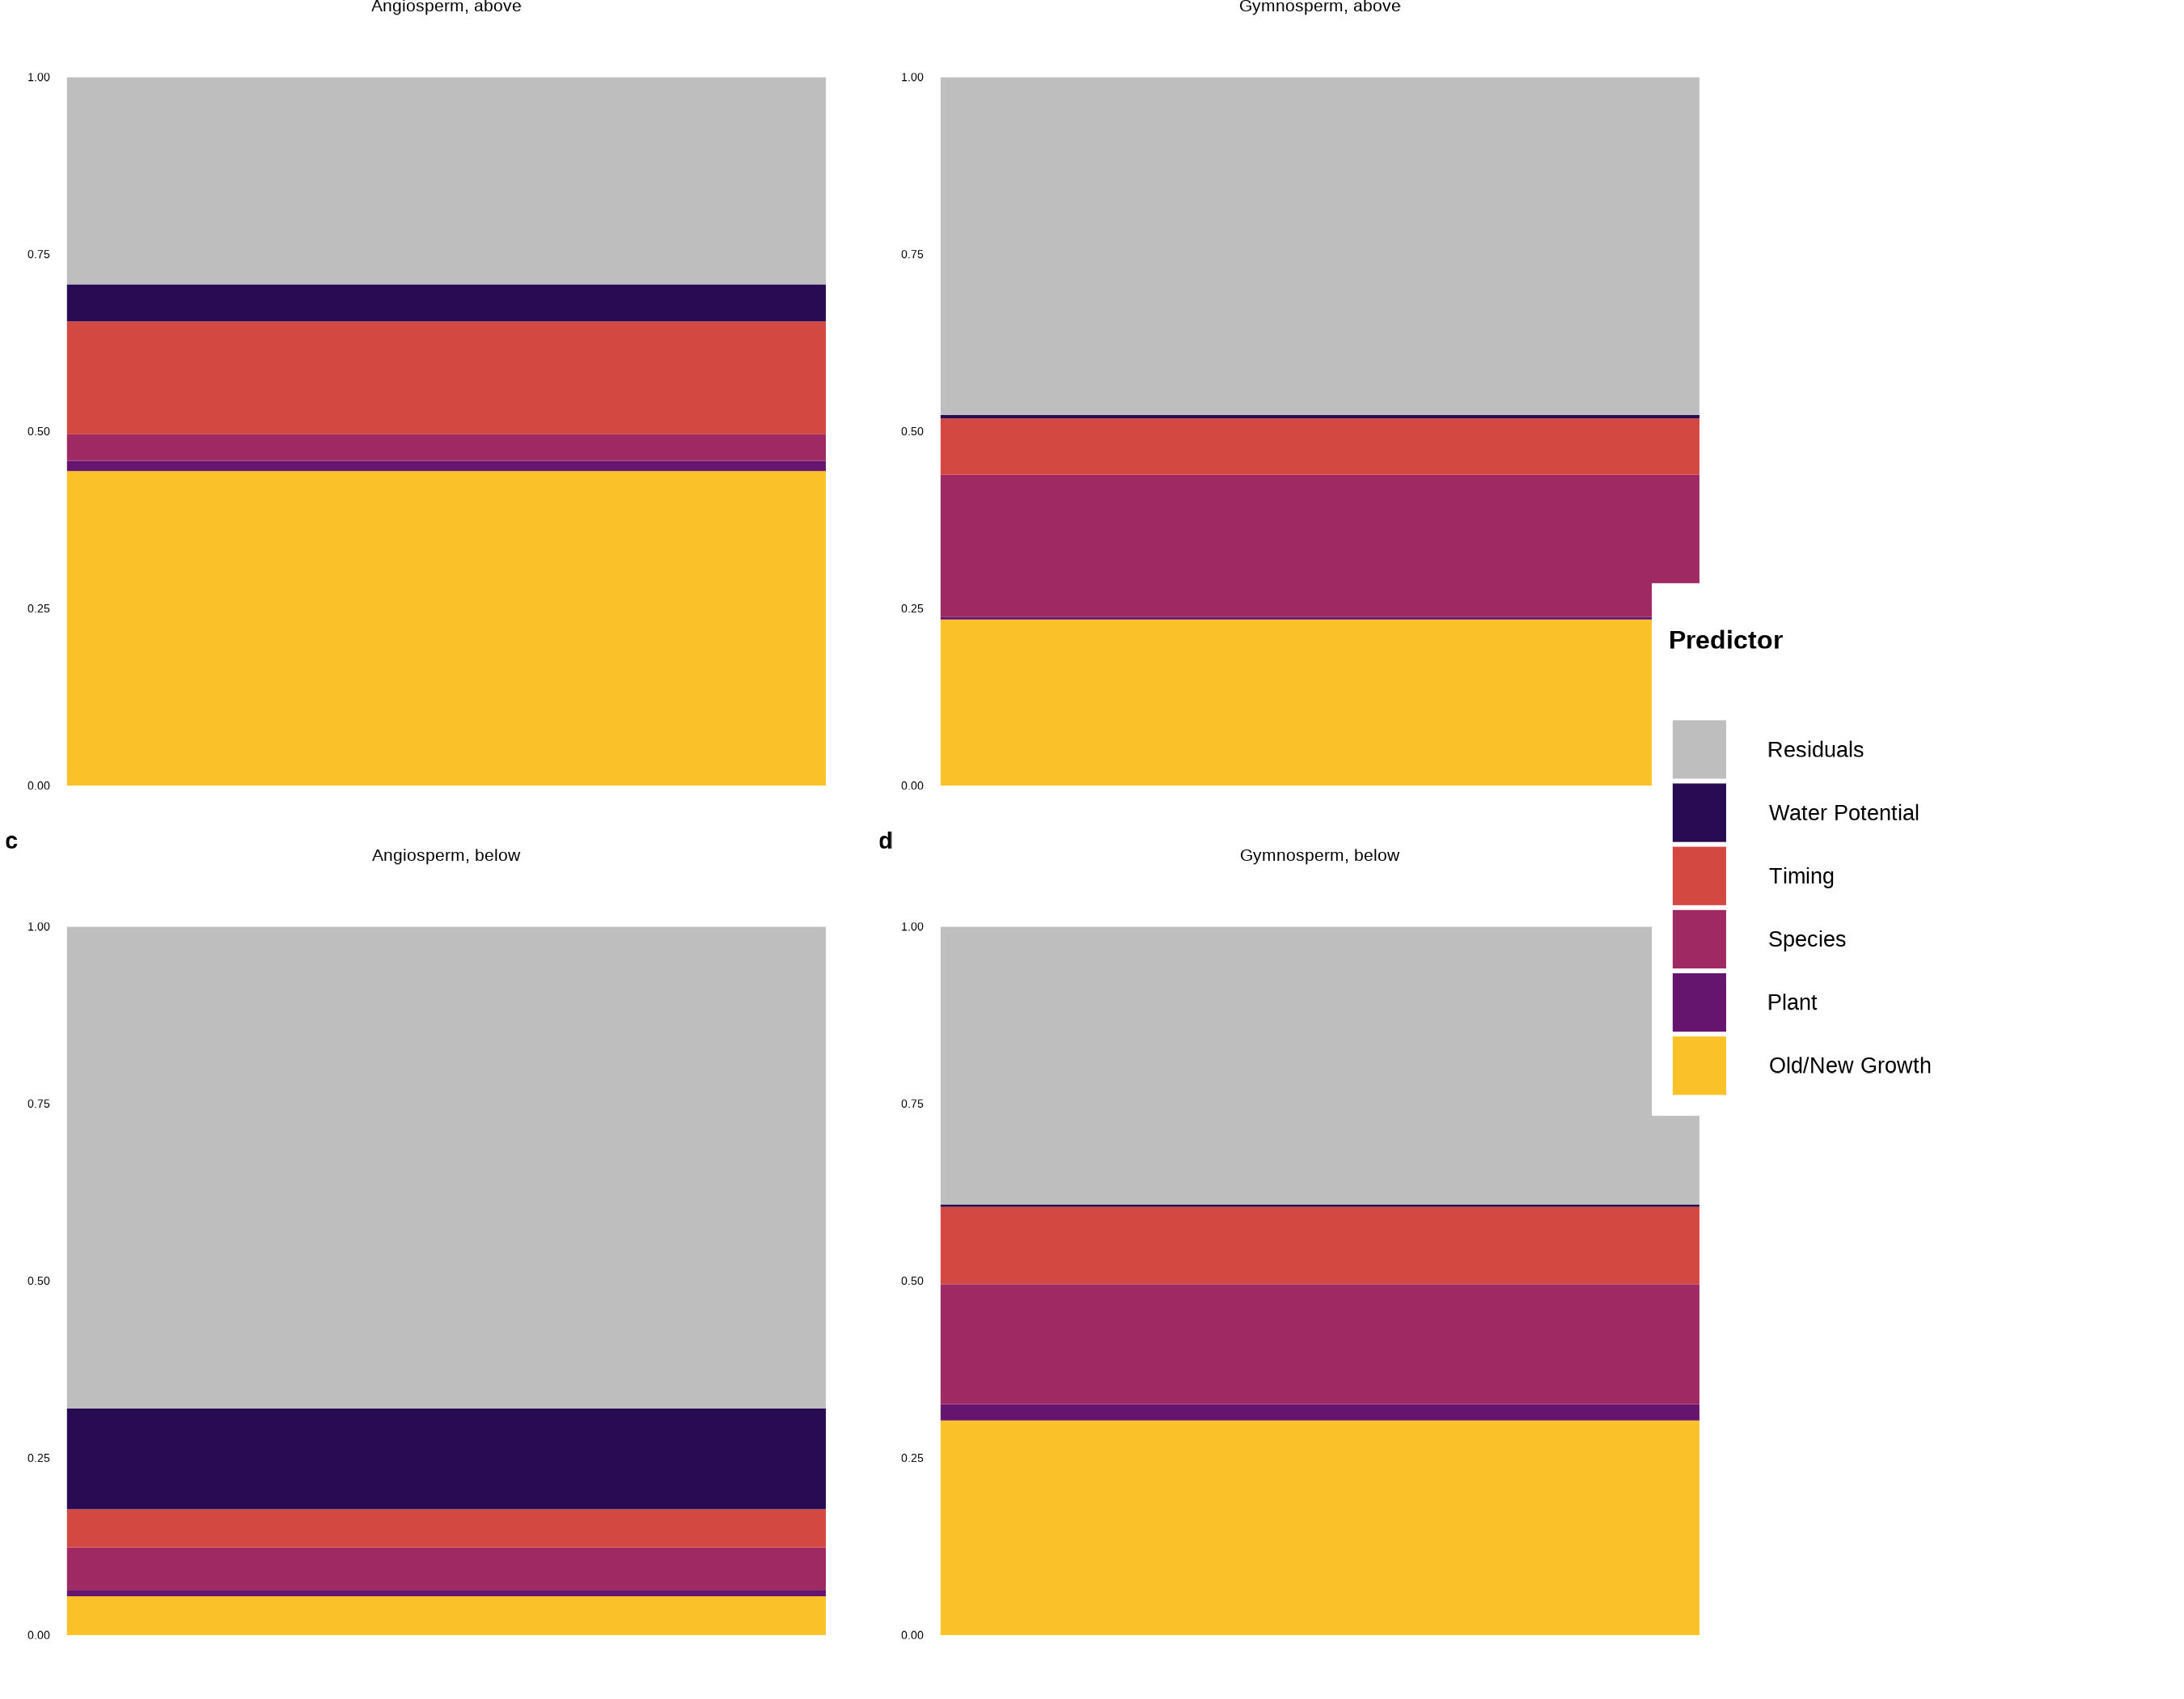 Angiosperm, above
Gymnosperm, above
1.00
0.75
0.50
0.25
0.00
1.00
0.75
0.50
0.25
0.00
c
Angiosperm, below
d
Gymnosperm, below
1.00
0.75
0.50
0.25
0.00
1.00
0.75
0.50
0.25
0.00
Predictor
Residuals
Water Potential
Timing
Species
Plant
Old/New Growth